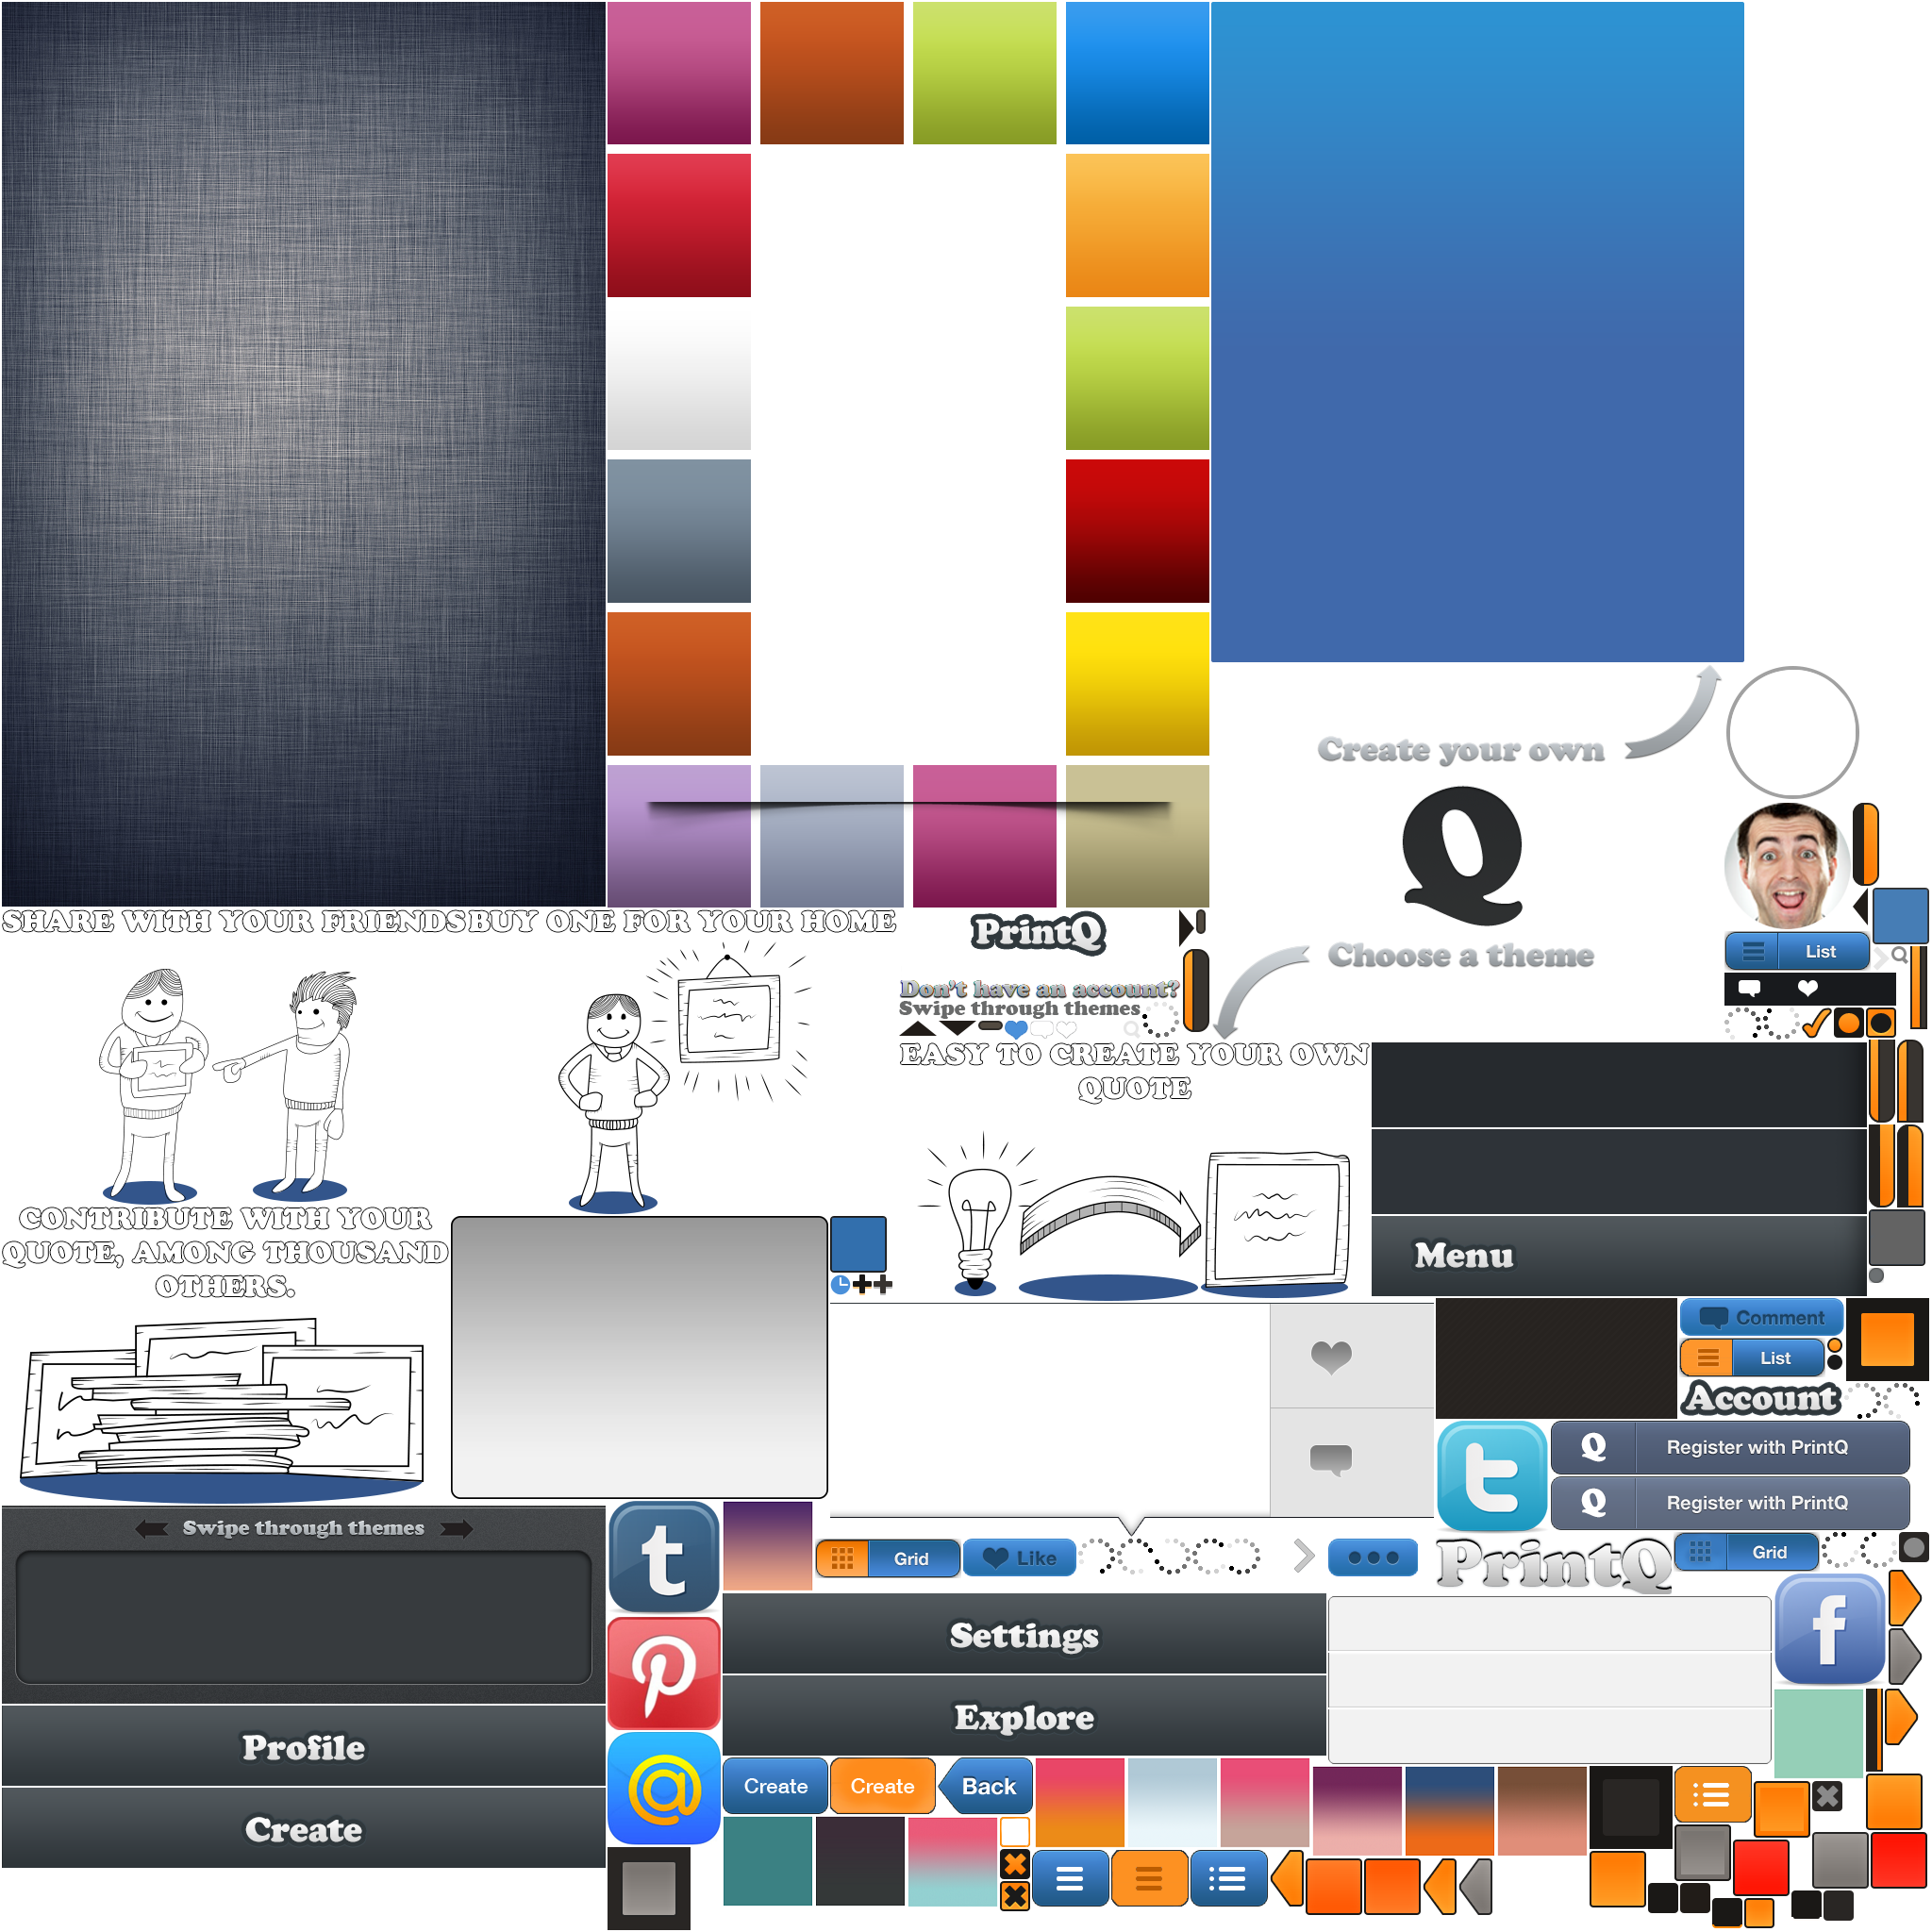 Create your own
Q
SHARE WITH YOUR FRIENDS
BUY ONE FOR YOUR HOME
PrintQ
Choose a theme
List
Don't have an account?
Swipe through themes
EASY TO CREATE YOUR OWN
QUOTE
CONTRIBUTE WITH YOUR
QUOTE, AMONG THOUSAND
OTHERS.
Menu
Comment
List
Account
t
Q Register with PrintQ
Q Register with PrintQ
Swipe through themes
t
Grid
Like
PrintQ
Grid
f
Settings
Explore
Profile
Create
@
Create
Create
Back